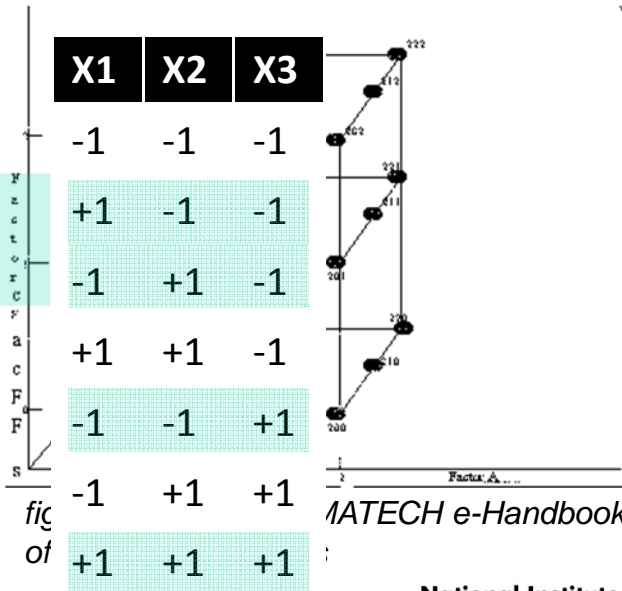 222
X1 X2 X3
212
-1 -1 -1
202
221
+1 -1 -1
211
-1 +1 -1
201
220
+1 +1 -1
210
-1 -1 +1
200
2
Factor A
-1 +1 +1
MATECH e-Handbook
of
+1 +1 +1
National Institute